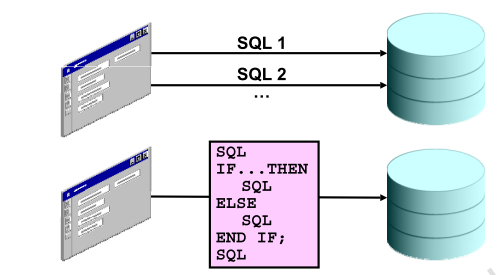 SQL 1
SQL 2
...
SQL
IF...THEN
SQL
ELSE
SQL
END IF;
SQL